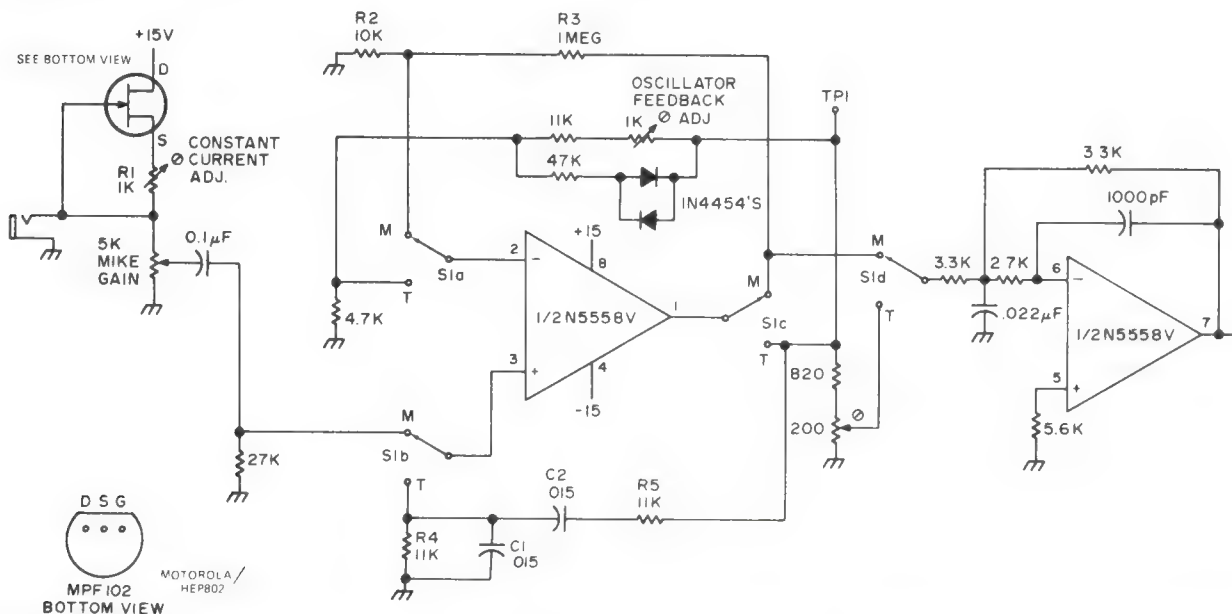 R2
10K
R3
1MEG
+15V
SEE BOTTOM VIEW
D
S
R1
1K
Ø CONSTANT
CURRENT
ADJ.
OSCILLATOR
FEEDBACK
Ø ADJ
11K
1K
47K
1N4454'S
TP1
3.3K
1000pF
5K
MIKE
GAIN
0.1µF
M
S1a
T
4.7K
+15
2
−
8
1/2N5558V
1
3
+
4
-15
M
S1c
T
M
S1d
T
3.3K
2.7K
.022µF
6
−
1/2N5558V
7
5
+
5.6K
820
200
Ø
27K
M
S1b
T
C2
015
R5
11K
R4
11K
C1
015
D S G
MPF102
BOTTOM VIEW
MOTOROLA/
HEP802